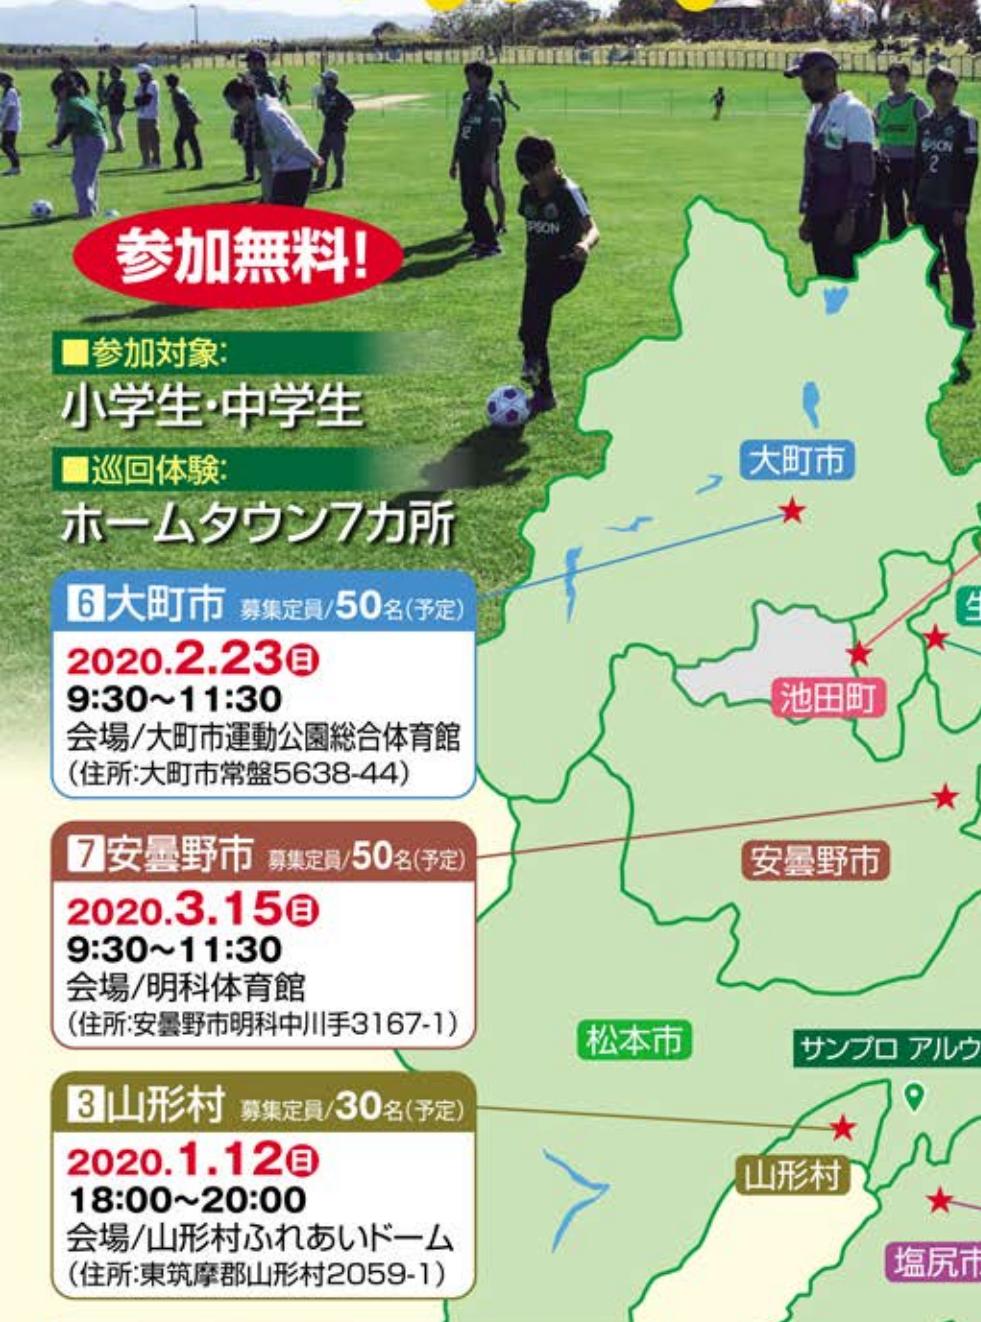 EPSON
2
参加無料!
■参加対象:
小学生・中学生
■巡回体験:
ホームタウン7カ所
6 大町市 募集定員/50名(予定)
2020.2.23日
9:30〜11:30
会場/大町市運動公園総合体育館
(住所:大町市常盤5638-44)
7 安曇野市 募集定員/50名(予定)
2020.3.15日
9:30〜11:30
会場/明科体育館
(住所:安曇野市明科中川手3167-1)
3 山形村 募集定員/30名(予定)
2020.1.12日
18:00〜20:00
会場/山形村ふれあいドーム
(住所:東筑摩郡山形村2059-1)
大町市
池田町
安曇野市
松本市
サンプロ アルウ
山形村
塩尻市